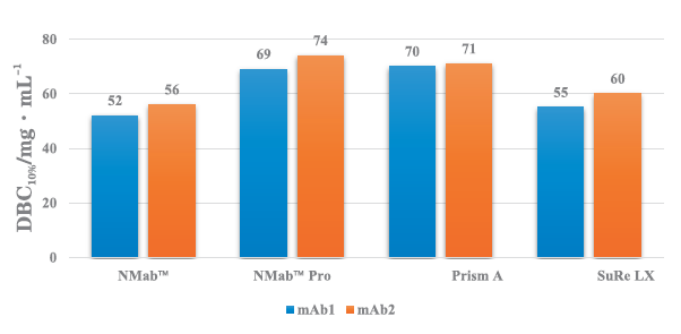 DBC10%/mg · mL−1
80
60
40
20
0
52
56
69
74
70
71
55
60
NMab™
NMab™ Pro
Prism A
SuRe LX
mAb1
mAb2